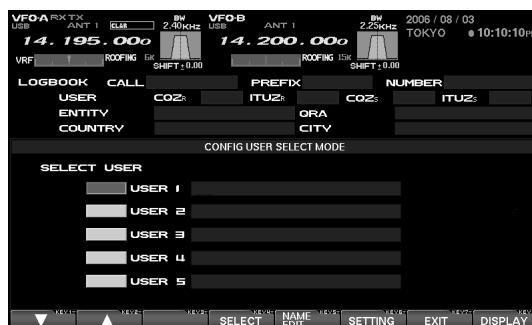 VFO-A RX TX BW VFO-B BW 2006 / 08 / 03
USB ANT 1 CLAR 2.40KHz USB ANT 1 2.25KHz TOKYO 10:10:10PM
14.195.000 14.200.000
VRF ROOFING 6K SHIFT±0.00 ROOFING 15K SHIFT±0.00
LOGBOOK CALL PREFIX NUMBER
USER CQZR ITUZR CQZS ITUZS
ENTITY QRA
COUNTRY CITY
CONFIG USER SELECT MODE
SELECT USER
USER 1
USER 2
USER 3
USER 4
USER 5
KEY1 KEY2 KEY3 KEY4 KEY5 KEY6 KEY7
▼ ▲ SELECT NAME EDIT SETTING EXIT DISPLAY